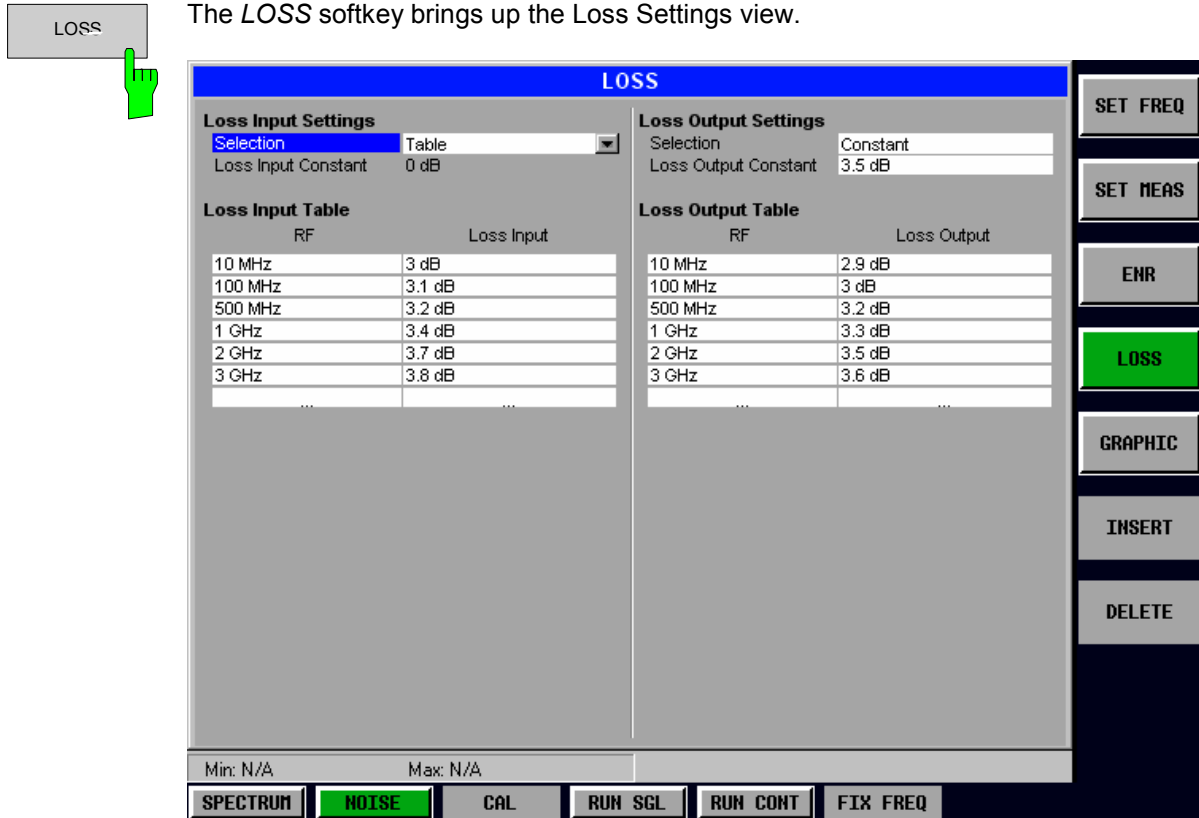 LOSS
The LOSS softkey brings up the Loss Settings view.
LOSS
Loss Input Settings
Selection Table
Loss Input Constant 0 dB
Loss Input Table
RF Loss Input
10 MHz 3 dB
100 MHz 3.1 dB
500 MHz 3.2 dB
1 GHz 3.4 dB
2 GHz 3.7 dB
3 GHz 3.8 dB
... ...
Loss Output Settings
Selection Constant
Loss Output Constant 3.5 dB
Loss Output Table
RF Loss Output
10 MHz 2.9 dB
100 MHz 3 dB
500 MHz 3.2 dB
1 GHz 3.3 dB
2 GHz 3.5 dB
3 GHz 3.6 dB
... ...
Min: N/A Max: N/A
SET FREQ
SET MEAS
ENR
LOSS
GRAPHIC
INSERT
DELETE
SPECTRUM NOISE CAL RUN SGL RUN CONT FIX FREQ